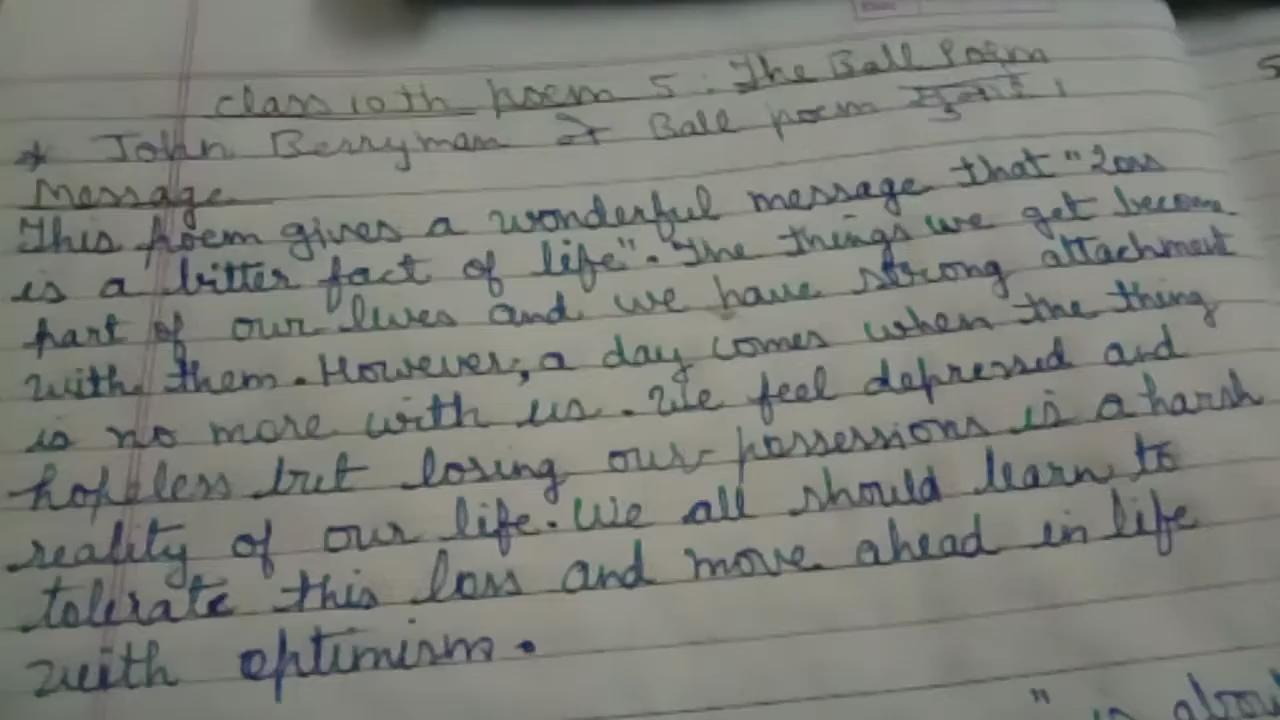 class 10th poem 5 : The Ball Poem
* John Berryman ने Ball poem
Message
This poem gives a wonderful message that "Loss
is a bitter fact of life". The things we get become
part of our lives and we have strong attachment
with them. However, a day comes when the thing
is no more with us. We feel depressed and
hopeless but losing our possessions is a harsh
reality of our life. We all should learn to
tolerate this loss and move ahead in life
with optimism.